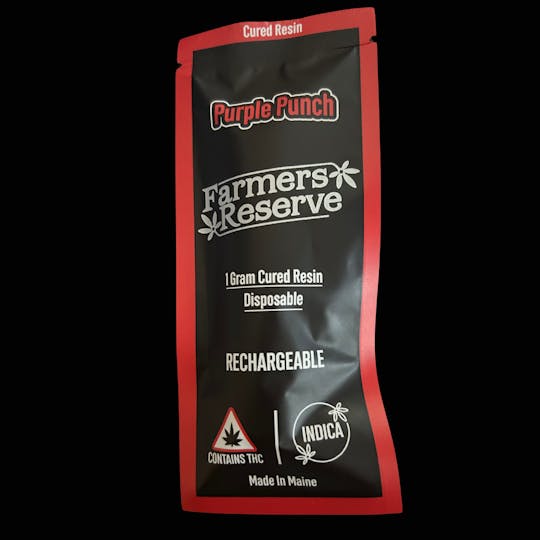 Cured Resin
Purple Punch
Farmers
Reserve
1 Gram Cured Resin
Disposable
RECHARGEABLE
INDICA
CONTAINS THC
Made In Maine